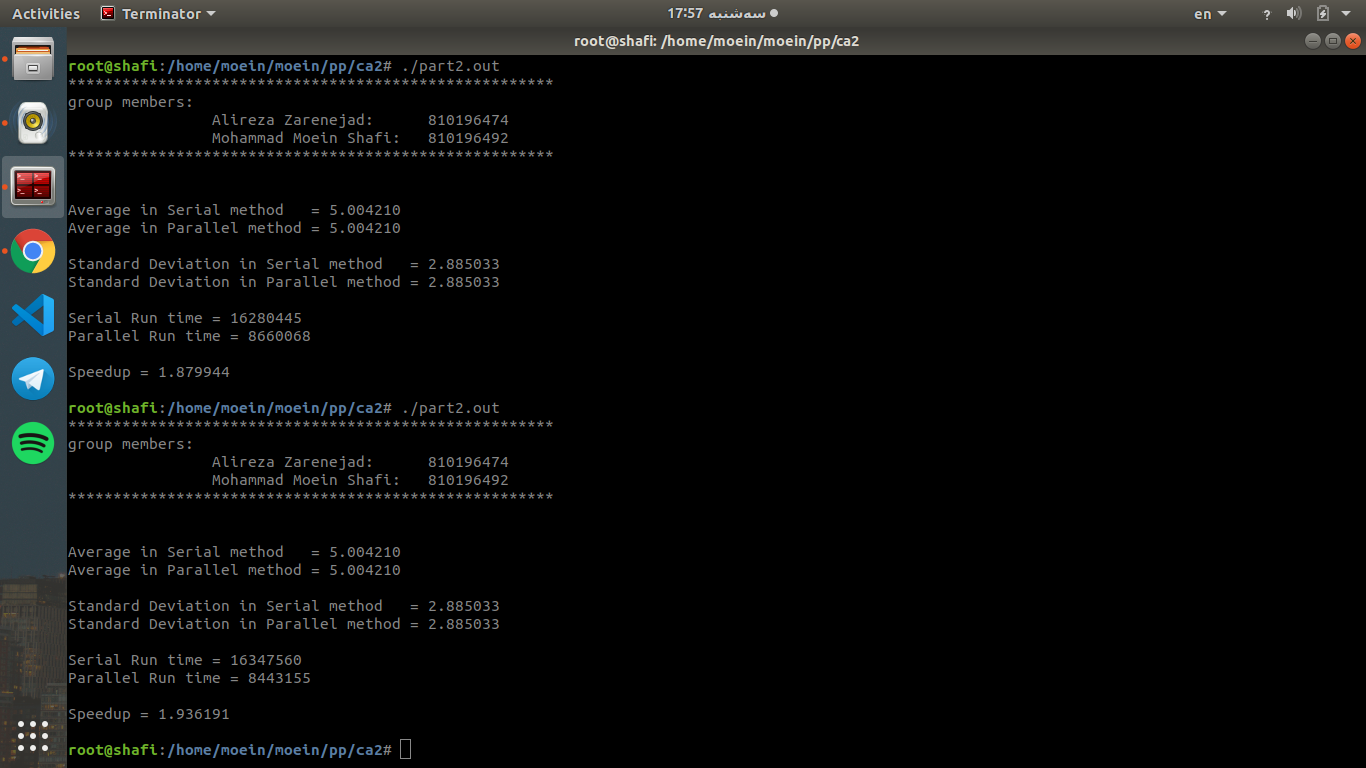 Activities Terminator سه‌شنبه 17:57 en ?
root@shafi: /home/moein/moein/pp/ca2
root@shafi:/home/moein/moein/pp/ca2# ./part2.out
******************************************************
group members:
                Alireza Zarenejad:      810196474
                Mohammad Moein Shafi:   810196492
******************************************************
Average in Serial method   = 5.004210
Average in Parallel method = 5.004210
Standard Deviation in Serial method   = 2.885033
Standard Deviation in Parallel method = 2.885033
Serial Run time = 16280445
Parallel Run time = 8660068
Speedup = 1.879944
root@shafi:/home/moein/moein/pp/ca2# ./part2.out
******************************************************
group members:
                Alireza Zarenejad:      810196474
                Mohammad Moein Shafi:   810196492
******************************************************
Average in Serial method   = 5.004210
Average in Parallel method = 5.004210
Standard Deviation in Serial method   = 2.885033
Standard Deviation in Parallel method = 2.885033
Serial Run time = 16347560
Parallel Run time = 8443155
Speedup = 1.936191
root@shafi:/home/moein/moein/pp/ca2#